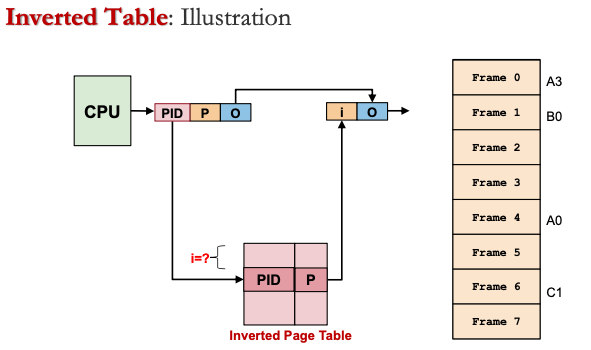 Inverted Table: Illustration
CPU
PID P O
i O
i=?
PID P
Inverted Page Table
Frame 0 A3
Frame 1 B0
Frame 2
Frame 3
Frame 4 A0
Frame 5
Frame 6 C1
Frame 7